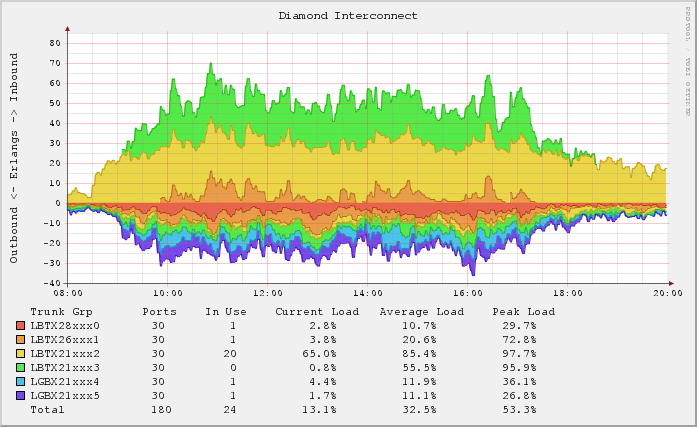 Diamond Interconnect
Outbound <- Erlangs -> Inbound
80
70
60
50
40
30
20
10
0
-10
-20
-30
-40
08:00 10:00 12:00 14:00 16:00 18:00 20:00
Trunk Grp Ports In Use Current Load Average Load Peak Load
LBTX28xxx0 30 1 2.8% 10.7% 29.7%
LBTX26xxx1 30 1 3.8% 20.6% 72.8%
LBTX21xxx2 30 20 65.0% 85.4% 97.7%
LBTX21xxx3 30 0 0.8% 55.5% 95.9%
LGBX21xxx4 30 1 4.4% 11.9% 36.1%
LGBX21xxx5 30 1 1.7% 11.1% 26.8%
Total 180 24 13.1% 32.5% 53.3%